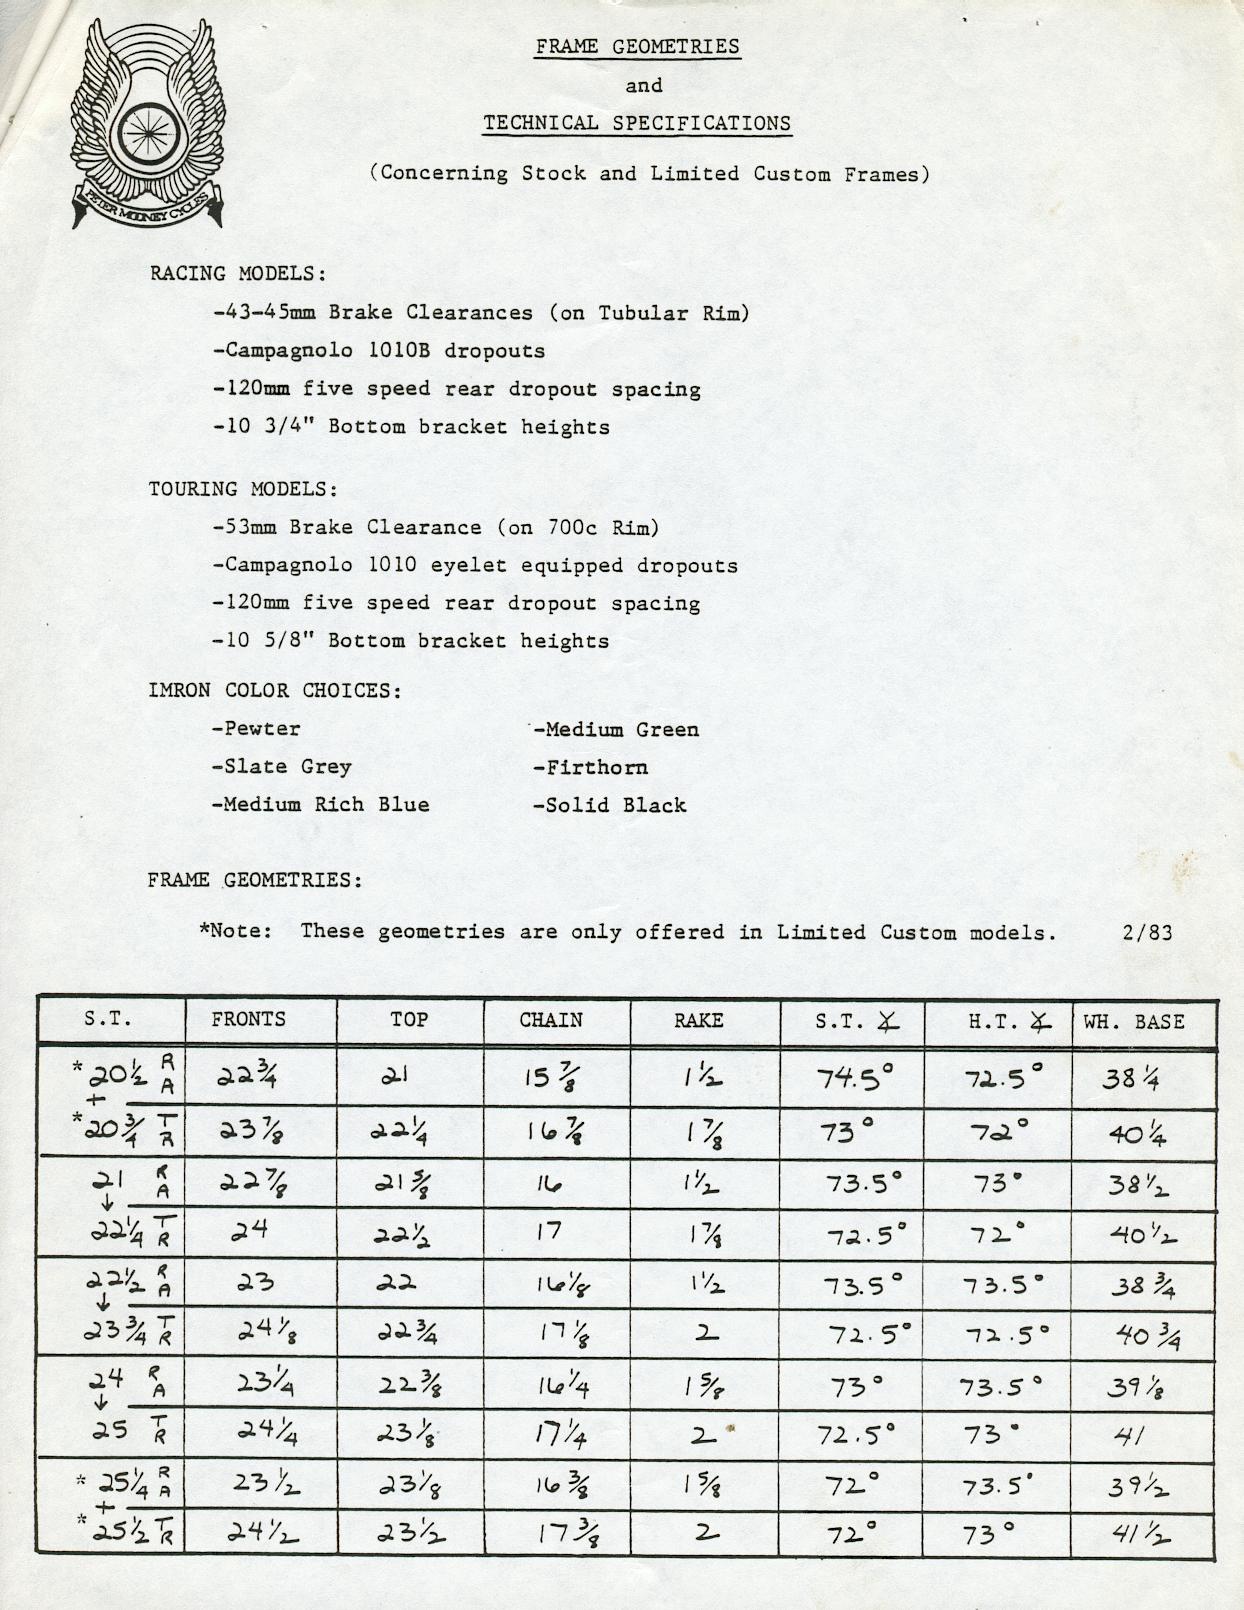 FRAME GEOMETRIES
and
TECHNICAL SPECIFICATIONS
(Concerning Stock and Limited Custom Frames)
PETER MOONEY CYCLES
RACING MODELS:
-43-45mm Brake Clearances (on Tubular Rim)
-Campagnolo 1010B dropouts
-120mm five speed rear dropout spacing
-10 3/4" Bottom bracket heights
TOURING MODELS:
-53mm Brake Clearance (on 700c Rim)
-Campagnolo 1010 eyelet equipped dropouts
-120mm five speed rear dropout spacing
-10 5/8" Bottom bracket heights
IMRON COLOR CHOICES:
-Pewter -Medium Green
-Slate Grey -Firthorn
-Medium Rich Blue -Solid Black
FRAME GEOMETRIES:
*Note: These geometries are only offered in Limited Custom models. 2/83
S.T. FRONTS TOP CHAIN RAKE S.T. ∠ H.T. ∠ WH. BASE
*20½ RA 22¾ 21 15⅞ 1½ 74.5° 72.5° 38¼
+
*20¾ TR 23⅞ 22¼ 16⅞ 1⅞ 73° 72° 40¼
21 RA 22⅞ 21⅝ 16 1½ 73.5° 73° 38½
↓
22¼ TR 24 22½ 17 1⅞ 72.5° 72° 40½
22½ RA 23 22 16⅛ 1½ 73.5° 73.5° 38¾
↓
23¾ TR 24⅛ 22¾ 17⅛ 2 72.5° 72.5° 40¾
24 RA 23¼ 22⅜ 16¼ 1⅝ 73° 73.5° 39⅛
↓
25 TR 24¼ 23⅛ 17¼ 2 72.5° 73° 41
*25¼ RA 23½ 23⅛ 16⅜ 1⅝ 72° 73.5° 39½
+
*25½ TR 24½ 23½ 17⅜ 2 72° 73° 41½